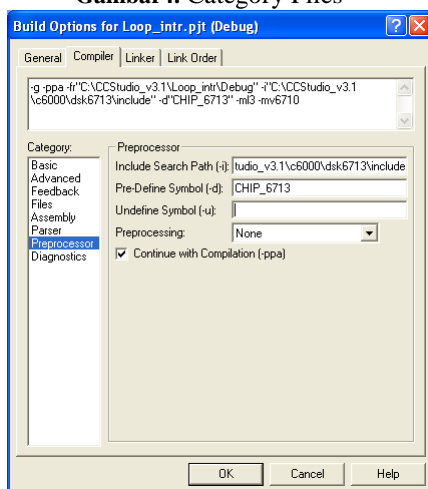 Gambar 4. Category Files
Build Options for Loop_intr.pjt (Debug)
General Compiler Linker Link Order
-g -ppa -fr"C:\CCStudio_v3.1\Loop_intr\Debug" -i"C:\CCStudio_v3.1
\c6000\dsk6713\include" -d"CHIP_6713" -ml3 -mv6710
Category:
Basic
Advanced
Feedback
Files
Assembly
Parser
Preprocessor
Diagnostics
Preprocessor
Include Search Path (-i): tudio_v3.1\c6000\dsk6713\include
Pre-Define Symbol (-d): CHIP_6713
Undefine Symbol (-u):
Preprocessing: None
Continue with Compilation (-ppa)
OK Cancel Help